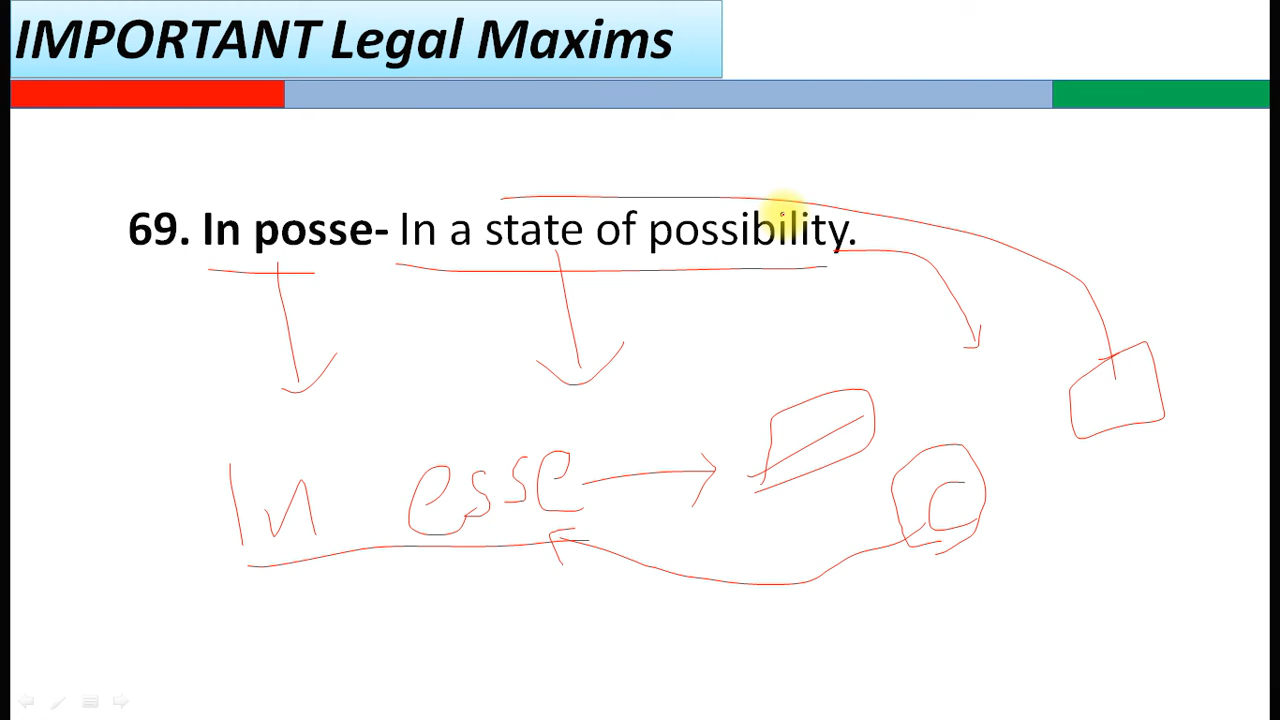 IMPORTANT Legal Maxims
69. In posse- In a state of possibility.
In esse